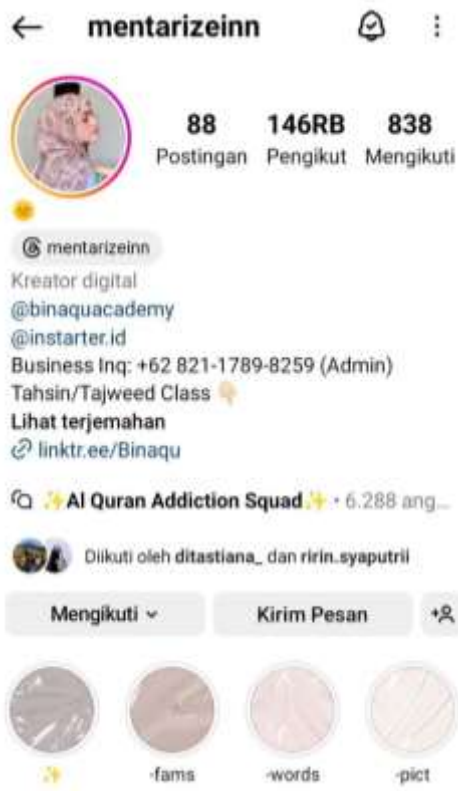 mentarizeinn
88 146RB 838
Postingan Pengikut Mengikuti
mentarizeinn
Kreator digital
@binaquacademy
@instarter.id
Business Inq: +62 821-1789-8259 (Admin)
Tahsin/Tajweed Class 👇🏻
Lihat terjemahan
linktr.ee/Binaqu
✨Al Quran Addiction Squad✨ • 6.288 ang...
Diikuti oleh ditastiana_ dan ririn.syaputrii
Mengikuti Kirim Pesan
✨ -fams -words -pict